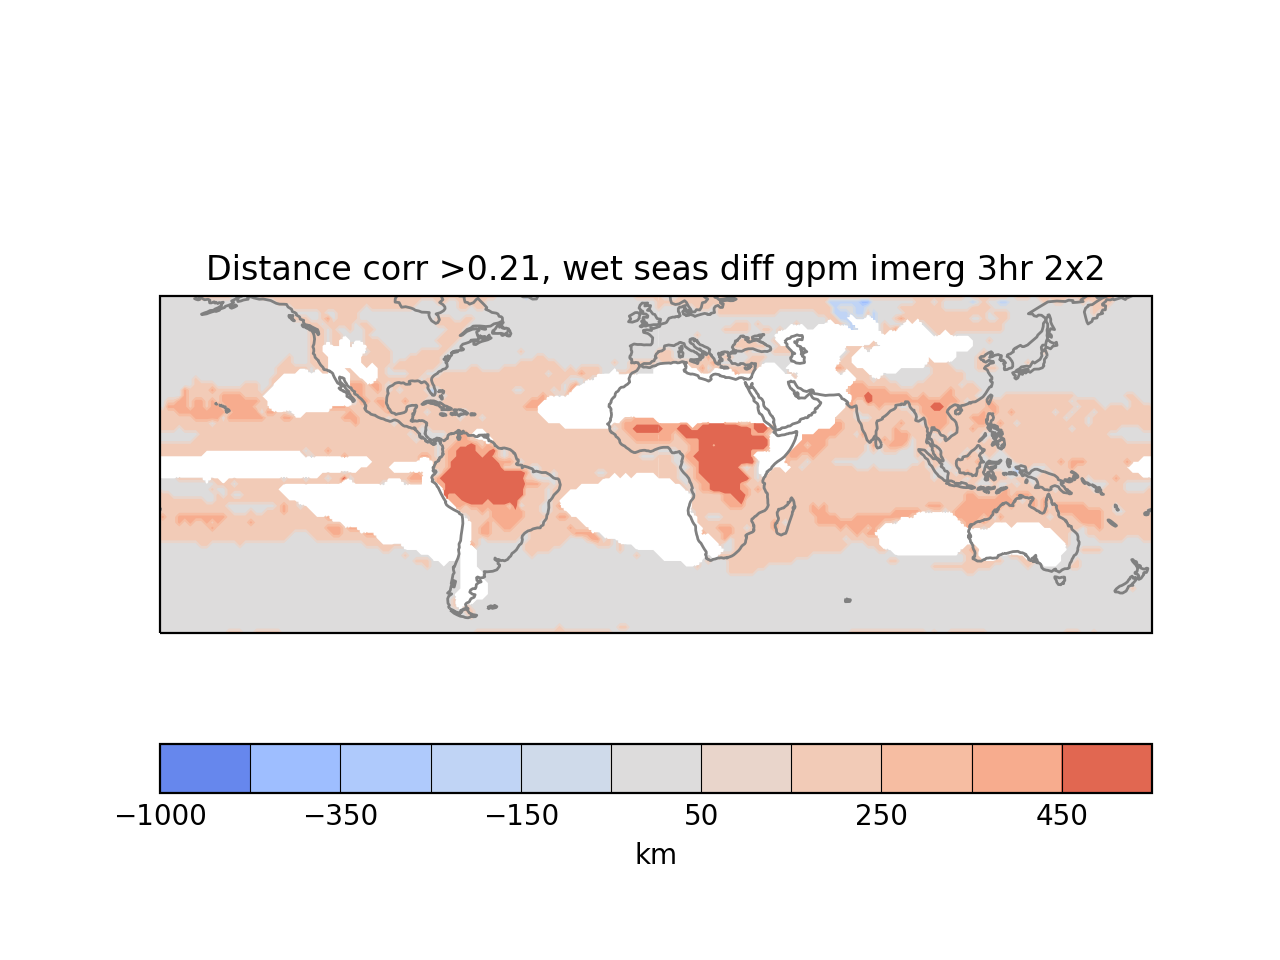 Distance corr >0.21, wet seas diff gpm imerg 3hr 2x2
−1000 −350 −150 50 250 450
km